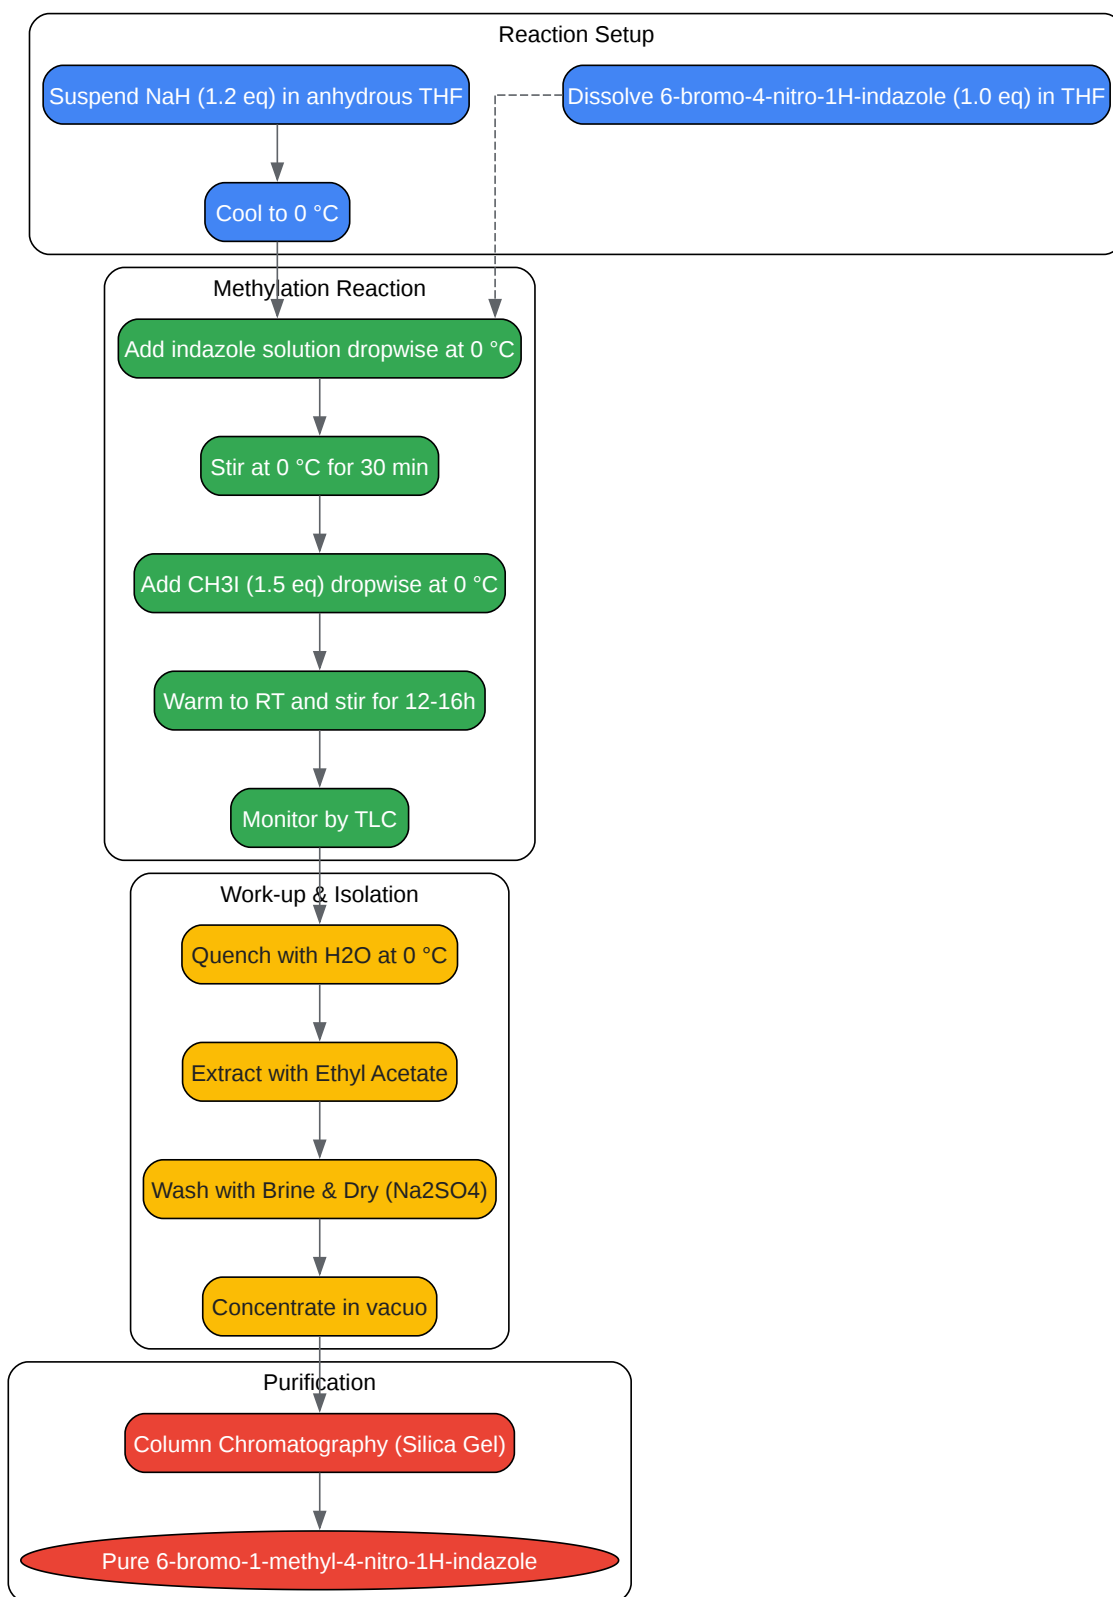 Reaction Setup
Suspend NaH (1.2 eq) in anhydrous THF
Dissolve 6-bromo-4-nitro-1H-indazole (1.0 eq) in THF
Cool to 0 °C
Methylation Reaction
Add indazole solution dropwise at 0 °C
Stir at 0 °C for 30 min
Add CH3I (1.5 eq) dropwise at 0 °C
Warm to RT and stir for 12-16h
Monitor by TLC
Work-up & Isolation
Quench with H2O at 0 °C
Extract with Ethyl Acetate
Wash with Brine & Dry (Na2SO4)
Concentrate in vacuo
Purification
Column Chromatography (Silica Gel)
Pure 6-bromo-1-methyl-4-nitro-1H-indazole